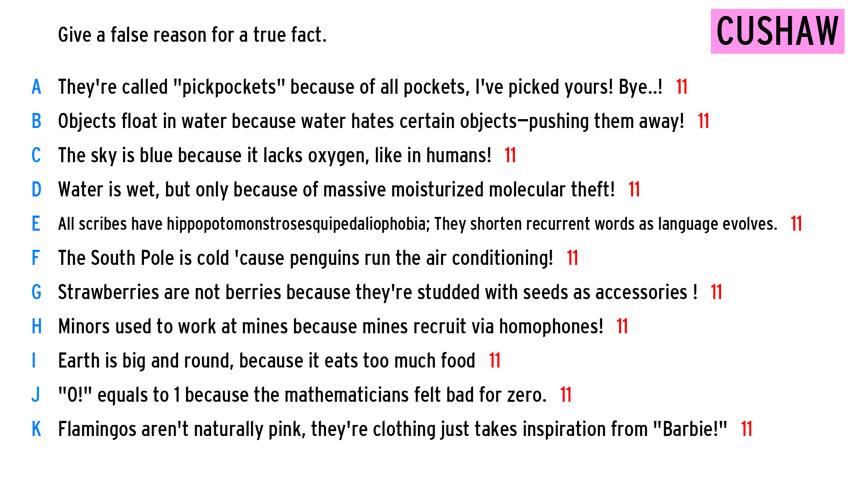 Give a false reason for a true fact.
CUSHAW
A They're called "pickpockets" because of all pockets, I've picked yours! Bye..! 11
B Objects float in water because water hates certain objects—pushing them away! 11
C The sky is blue because it lacks oxygen, like in humans! 11
D Water is wet, but only because of massive moisturized molecular theft! 11
E All scribes have hippopotomonstrosesquipedaliophobia; They shorten recurrent words as language evolves. 11
F The South Pole is cold 'cause penguins run the air conditioning! 11
G Strawberries are not berries because they're studded with seeds as accessories ! 11
H Minors used to work at mines because mines recruit via homophones! 11
I Earth is big and round, because it eats too much food 11
J "0!" equals to 1 because the mathematicians felt bad for zero. 11
K Flamingos aren't naturally pink, they're clothing just takes inspiration from "Barbie!" 11